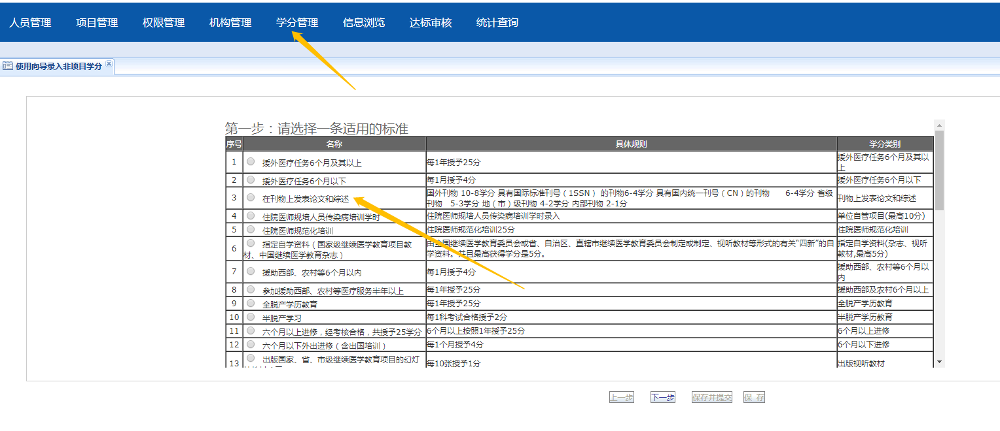 人员管理 项目管理 权限管理 机构管理 学分管理 信息浏览 达标审核 统计查询
使用向导录入非项目学分
第一步：请选择一条适用的标准
序号 名称 具体规则 学分类别
1 援外医疗任务6个月及其以上 每1年授予25分 援外医疗任务6个月及其以
上
2 援外医疗任务6个月以下 每1月授予4分 援外医疗任务6个月以下
3 在刊物上发表论文和综述 国外刊物 10-8学分 具有国际标准刊号（1SSN） 的刊物6-4学分 具有国内统一刊号（CN）的刊物 6-4学分 省级 刊物上发表论文和综述
刊物 5-3学分 地（市）级刊物 4-2学分 内部刊物 2-1分
4 住院医师规培人员传染病培训学时 住院医师规培人员传染病培训学时录入 单位自管项目(最高10分)
5 住院医师规范化培训 住院医师规范化培训25分 住院医师规范化培训
6 指定自学资料（国家级继续医学教育项目教 由全国继续医学教育委员会或省、自治区、直辖市继续医学教育委员会制定或制定、视听教材等形式的有关“四新”的自 指定自学资料(杂志、视听
材、中国继续医学教育杂志） 学资料。并且最高获得学分是5分。 教材,最高5分)
7 援助西部、农村等6个月以内 每1月授予4分 援助西部、农村等6个月以
内
8 参加援助西部、农村等医疗服务半年以上 每1年授予25分 援助西部及农村6个月以上
9 全脱产学历教育 每1年授予25分 全脱产学历教育
10 半脱产学习 每1科考试合格授予2分 半脱产学历教育
11 六个月以上进修，经考核合格，共授予25学分 6个月以上按照1年授予25分 6个月以上进修
12 六个月以下外出进修（含出国培训） 每1个月授予4分 6个月以下进修
13 出版国家、省、市级继续医学教育项目的幻灯 每10张授予1分 出版视听教材
上一步 下一步 保存并提交 保 存